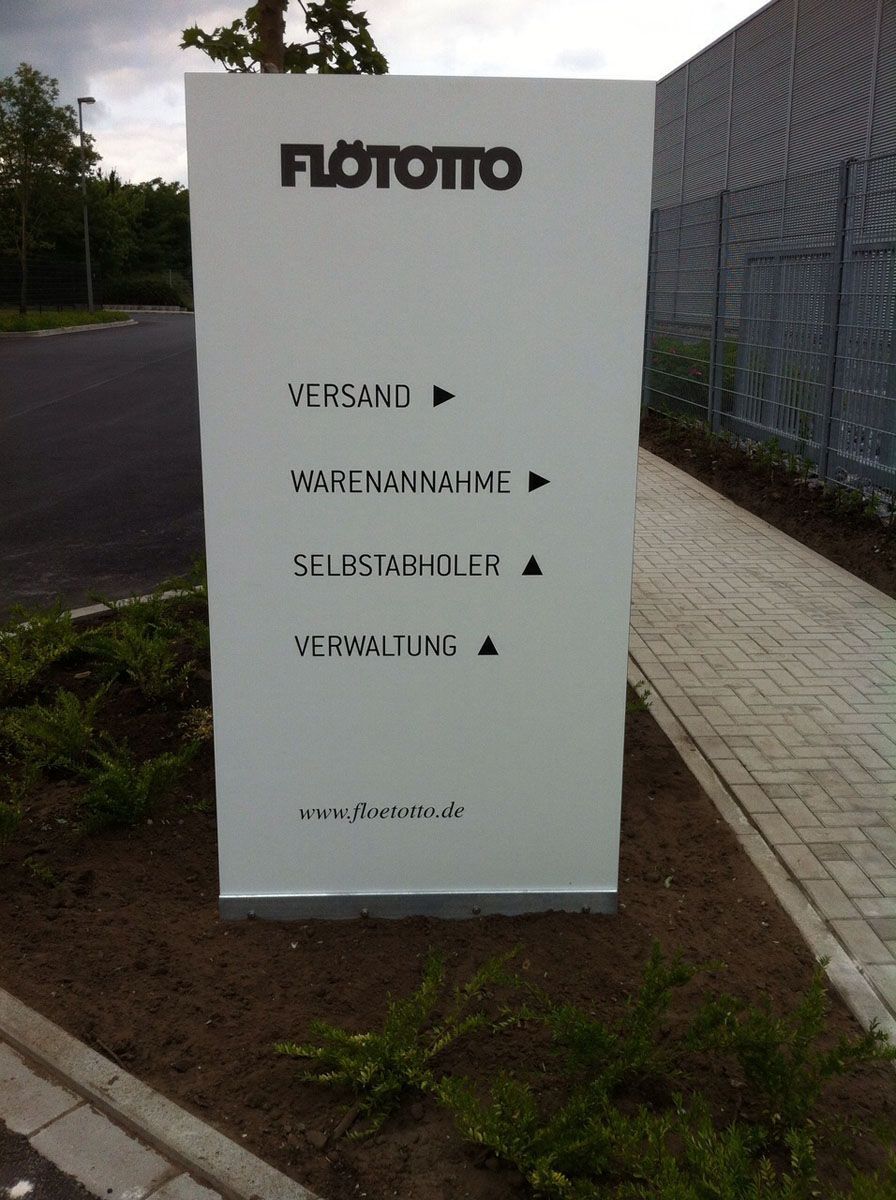 FLÖTOTTO
VERSAND ▶
WARENANNAHME ▶
SELBSTABHOLER ▲
VERWALTUNG ▲
www.floetotto.de